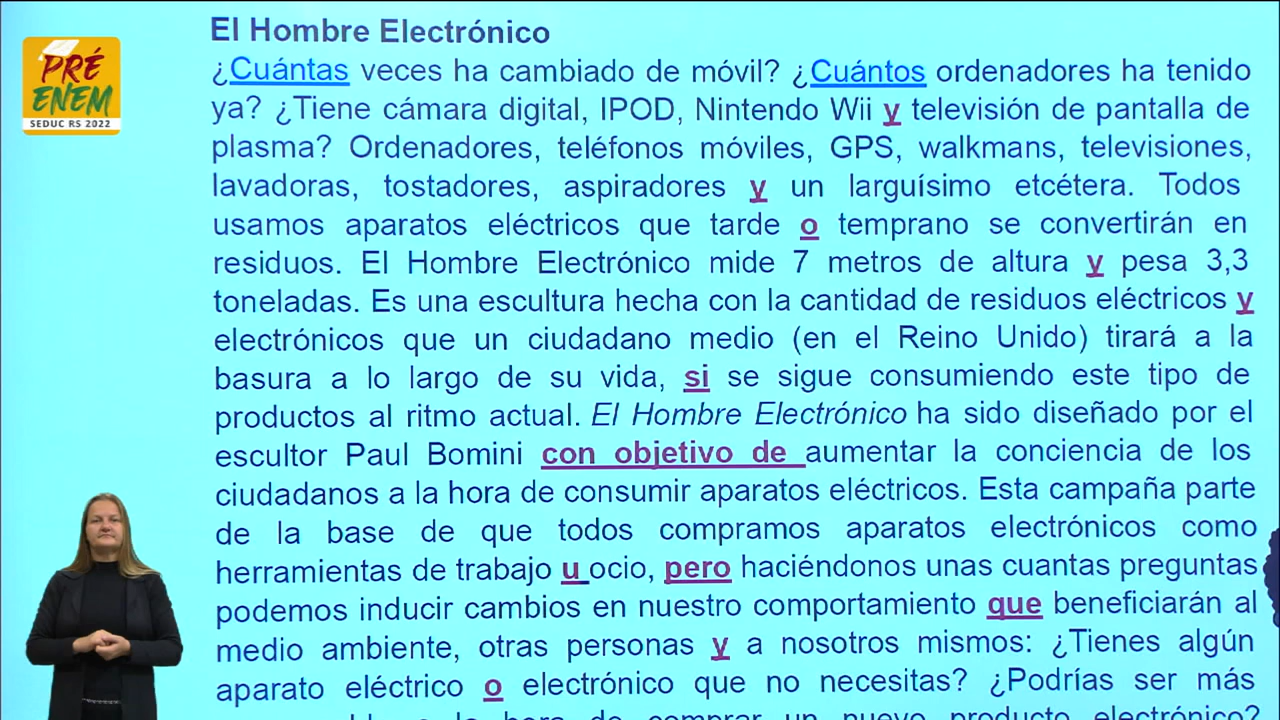 El Hombre Electrónico
¿Cuántas veces ha cambiado de móvil? ¿Cuántos ordenadores ha tenido
ya? ¿Tiene cámara digital, IPOD, Nintendo Wii y televisión de pantalla de
plasma? Ordenadores, teléfonos móviles, GPS, walkmans, televisiones,
lavadoras, tostadores, aspiradores y un larguísimo etcétera. Todos
usamos aparatos eléctricos que tarde o temprano se convertirán en
residuos. El Hombre Electrónico mide 7 metros de altura y pesa 3,3
toneladas. Es una escultura hecha con la cantidad de residuos eléctricos y
electrónicos que un ciudadano medio (en el Reino Unido) tirará a la
basura a lo largo de su vida, si se sigue consumiendo este tipo de
productos al ritmo actual. El Hombre Electrónico ha sido diseñado por el
escultor Paul Bomini con objetivo de aumentar la conciencia de los
ciudadanos a la hora de consumir aparatos eléctricos. Esta campaña parte
de la base de que todos compramos aparatos electrónicos como
herramientas de trabajo u ocio, pero haciéndonos unas cuantas preguntas
podemos inducir cambios en nuestro comportamiento que beneficiarán al
medio ambiente, otras personas y a nosotros mismos: ¿Tienes algún
aparato eléctrico o electrónico que no necesitas? ¿Podrías ser más
a la hora de comprar un nuevo producto electrónico?
PRÉ
ENEM
SEDUC RS 2022